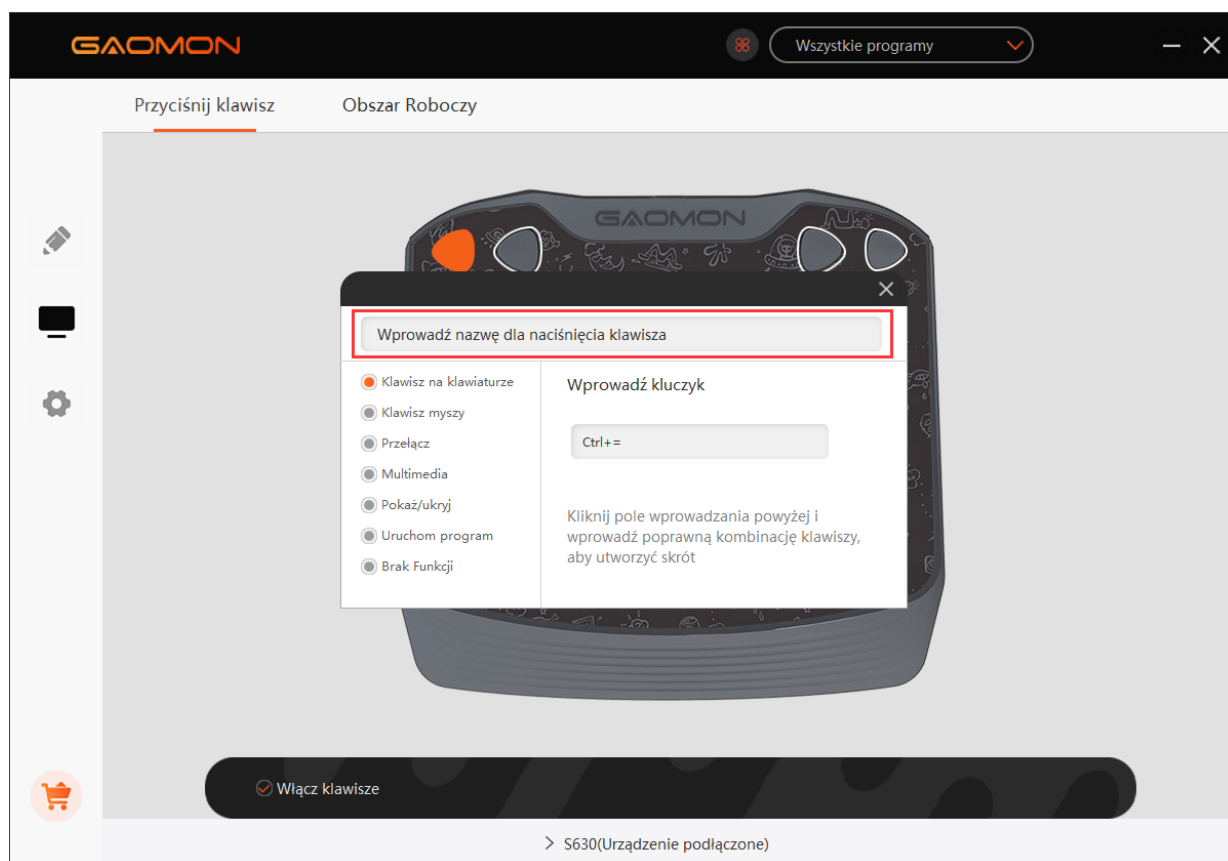 GAOMON
Wszystkie programy
Przyciśnij klawisz
Obszar Roboczy
GAOMON
Wprowadź nazwę dla naciśnięcia klawisza
Klawisz na klawiaturze
Klawisz myszy
Przełącz
Multimedia
Pokaż/ukryj
Uruchom program
Brak Funkcji
Wprowadź kluczyk
Ctrl+=
Kliknij pole wprowadzania powyżej i
wprowadź poprawną kombinację klawiszy,
aby utworzyć skrót
Włącz klawisze
S630(Urządzenie podłączone)